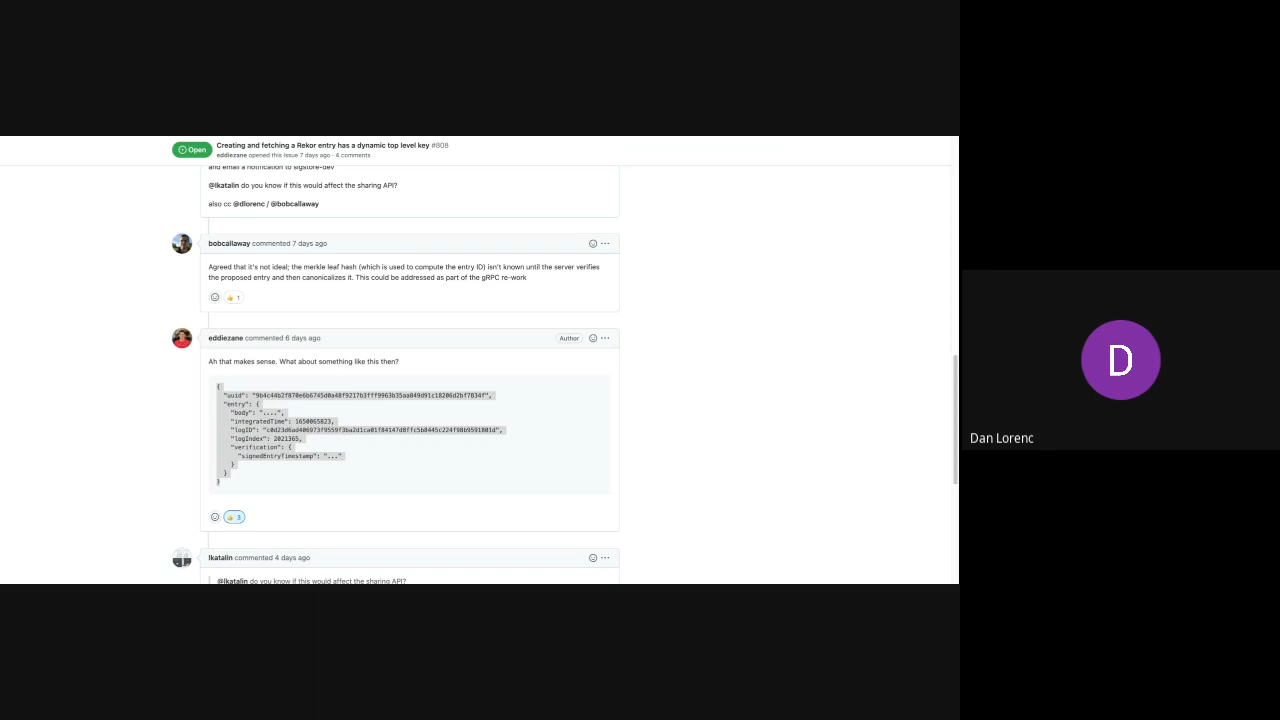 Open
Creating and fetching a Rekor entry has a dynamic top level key #808
eddiezane opened this issue 7 days ago · 4 comments
and email a notification to sigstore-dev
@lkatalin do you know if this would affect the sharing API?
also cc @dlorenc / @bobcallaway
bobcallaway commented 7 days ago
Agreed that it's not ideal; the merkle leaf hash (which is used to compute the entry ID) isn't known until the server verifies
the proposed entry and then canonicalizes it. This could be addressed as part of the gRPC re-work
👍 1
eddiezane commented 6 days ago
Author
Ah that makes sense. What about something like this then?
{
"uuid":
"entry": {
"body": "....",
"integratedTime": 1650065823,
"logID":
"logIndex": 2021365,
"verification": {
"signedEntryTimestamp": "..."
}
}
}
👍 3
lkatalin commented 4 days ago
@lkatalin do you know if this would affect the sharing API?
D
Dan Lorenc